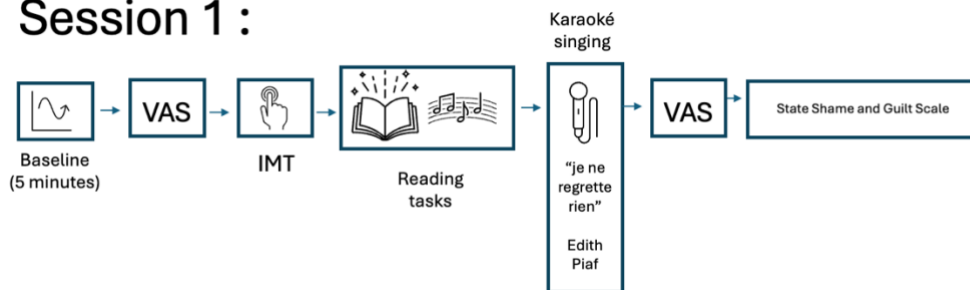 Session 1 :
Baseline
(5 minutes)
VAS
IMT
Reading
tasks
Karaoké
singing
“je ne
regrette
rien”
Edith
Piaf
VAS
State Shame and Guilt Scale